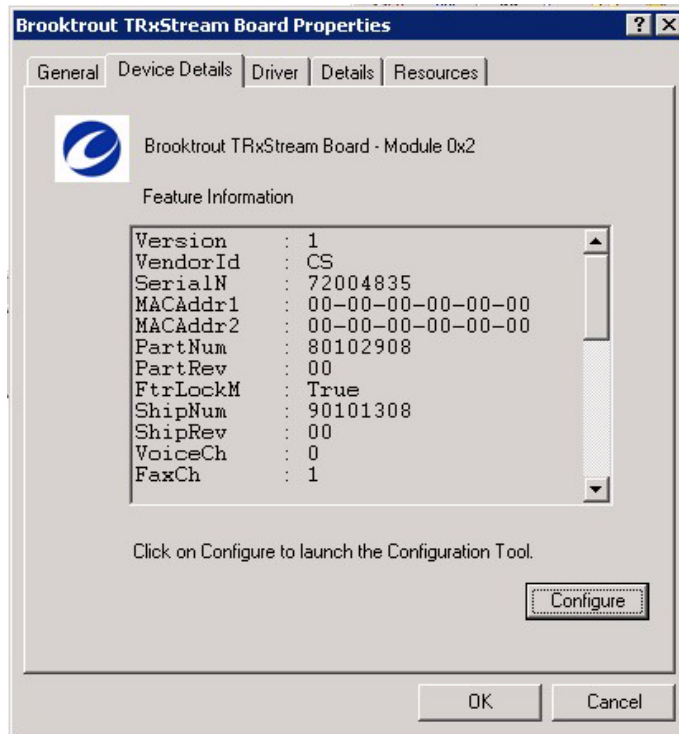 Brooktrout TRxStream Board Properties
General Device Details Driver Details Resources
Brooktrout TRxStream Board - Module 0x2
Feature Information
Version : 1
VendorId : CS
SerialN : 72004835
MACAddr1 : 00-00-00-00-00-00
MACAddr2 : 00-00-00-00-00-00
PartNum : 80102908
PartRev : 00
FtrLockM : True
ShipNum : 90101308
ShipRev : 00
VoiceCh : 0
FaxCh : 1
Click on Configure to launch the Configuration Tool.
Configure
OK Cancel